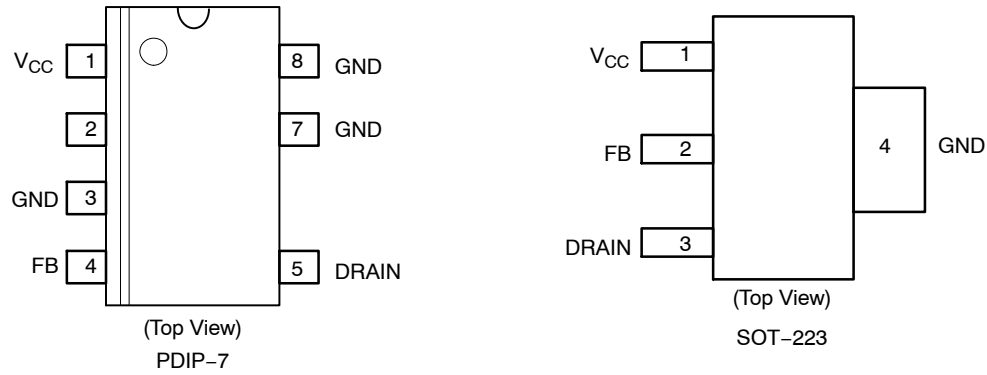 V_CC 1 8 GND
2 7 GND
GND 3
FB 4 5 DRAIN
(Top View)
PDIP−7
V_CC 1
FB 2 4 GND
DRAIN 3
(Top View)
SOT−223